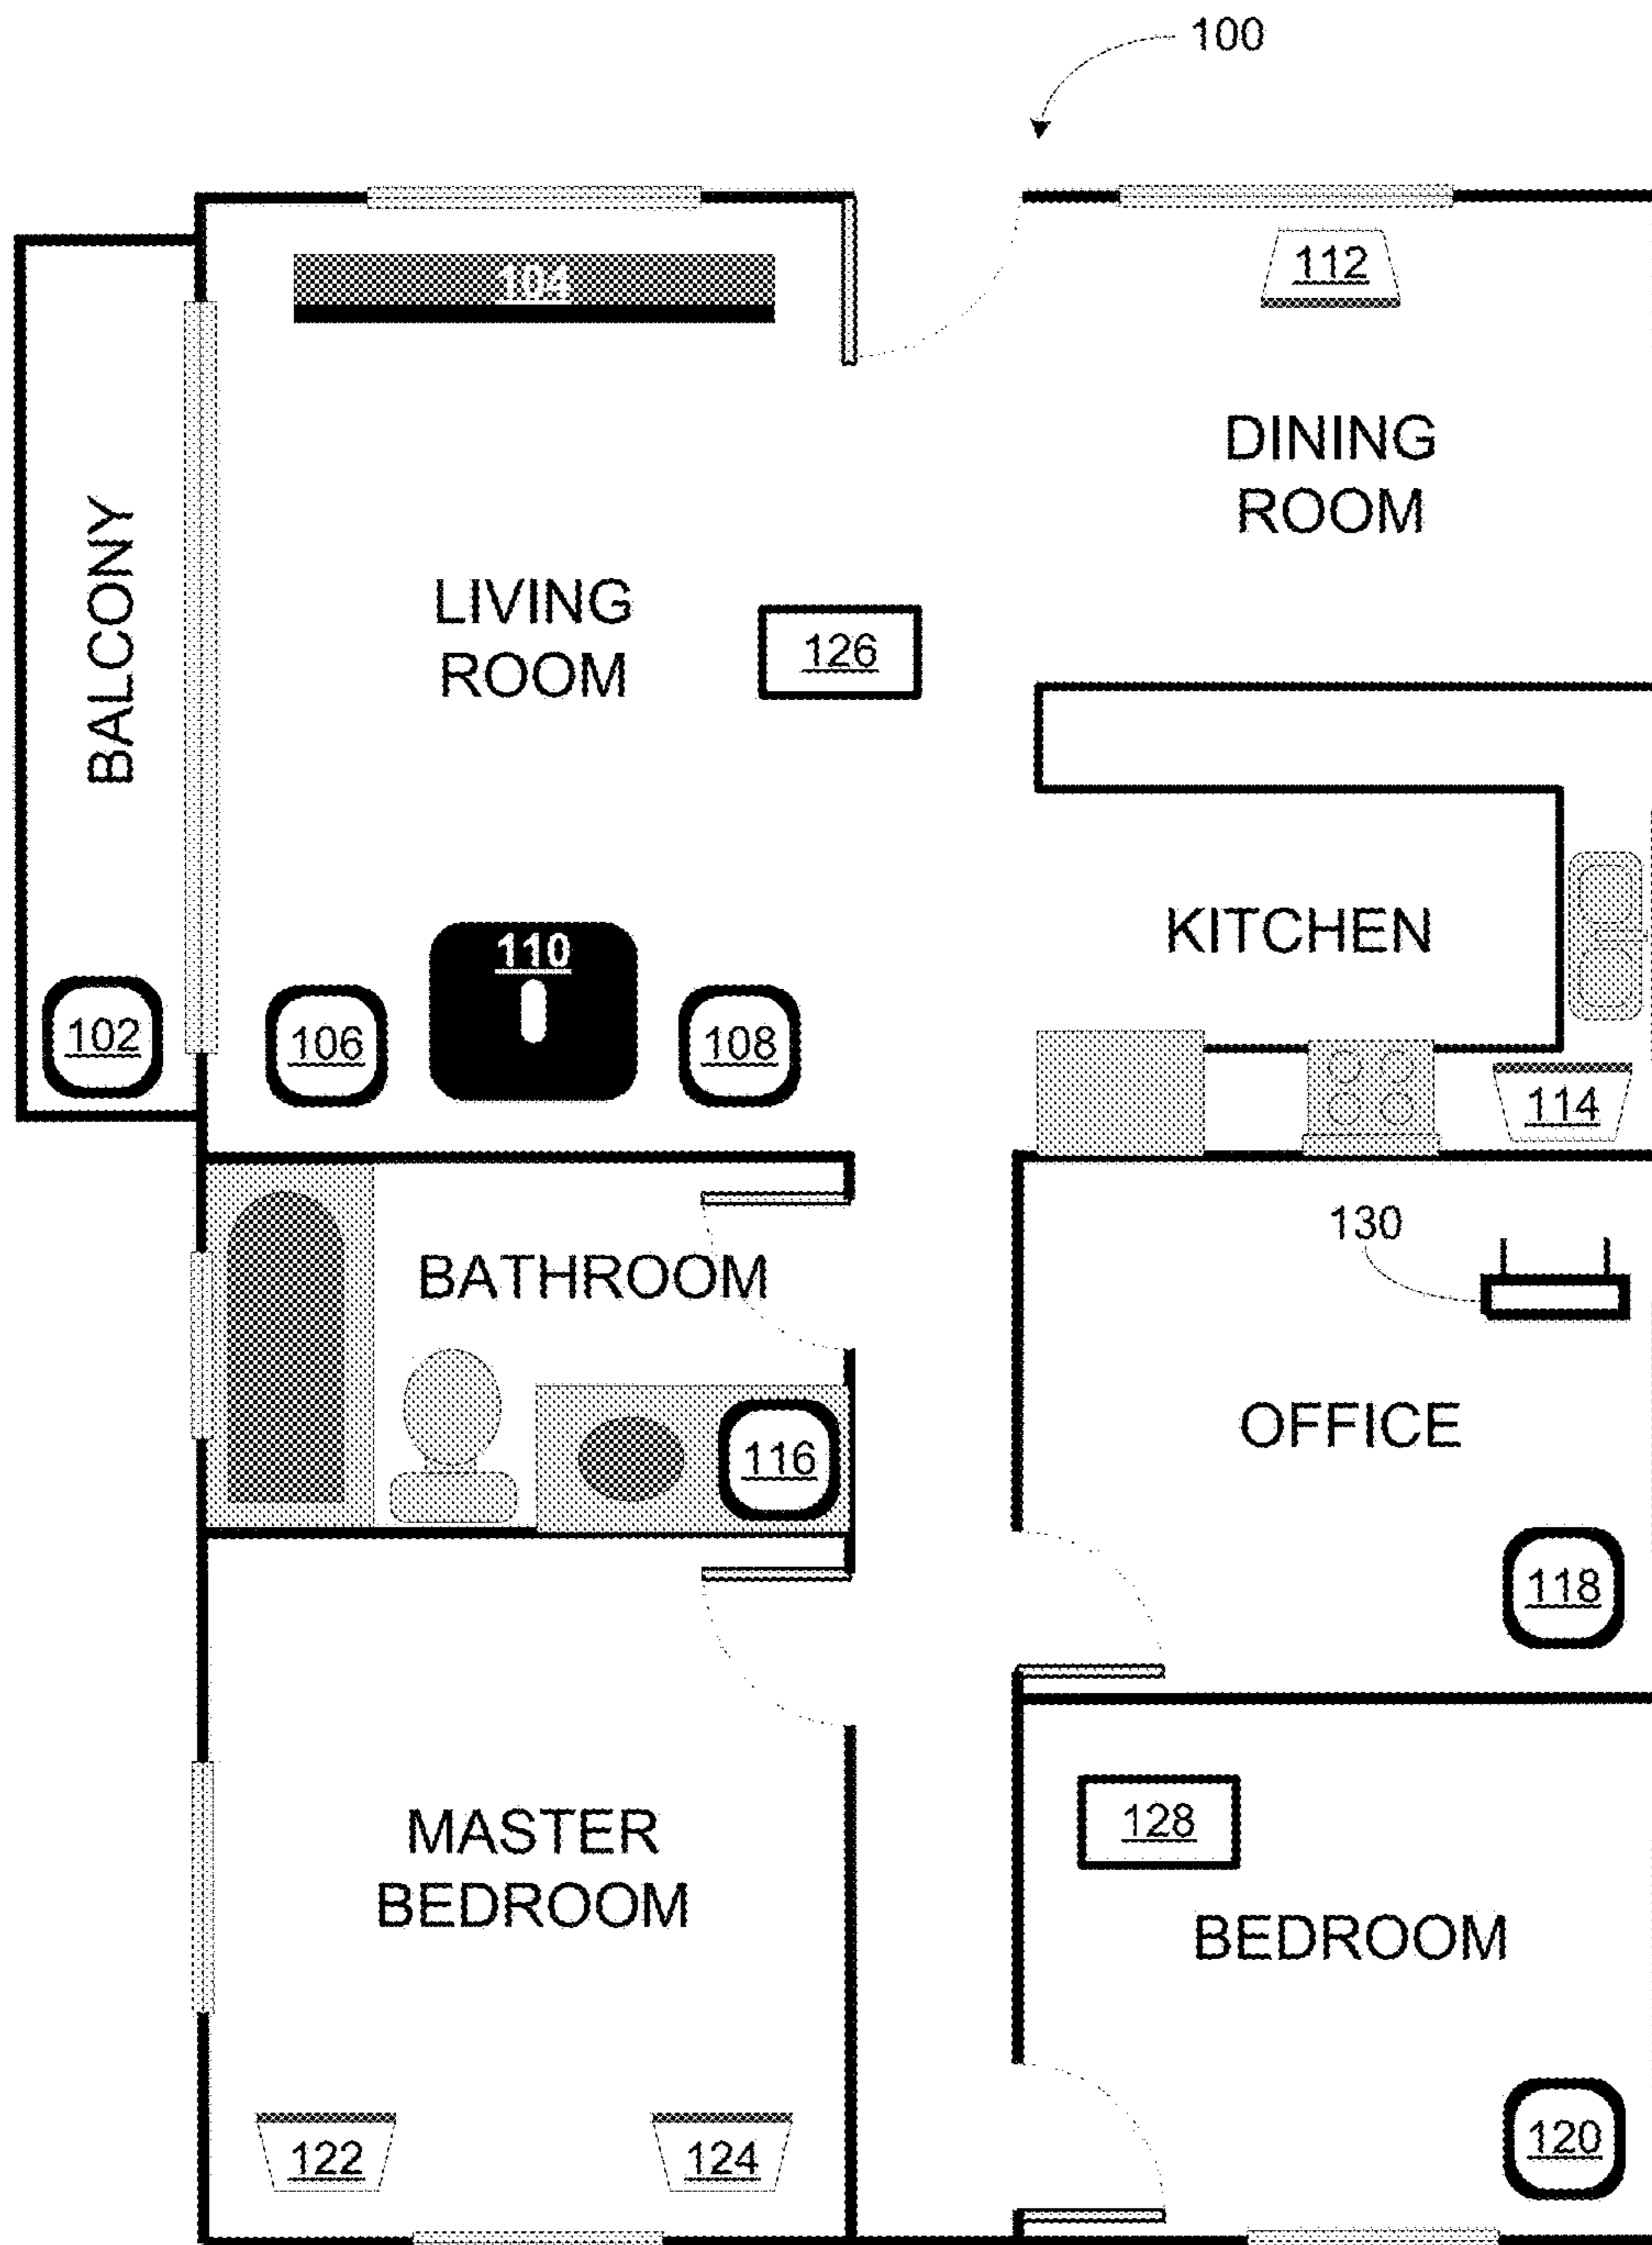 100
104
112
DINING
ROOM
BALCONY
LIVING
ROOM
126
KITCHEN
110
102
106
108
114
130
BATHROOM
OFFICE
116
118
MASTER
BEDROOM
128
BEDROOM
122
124
120